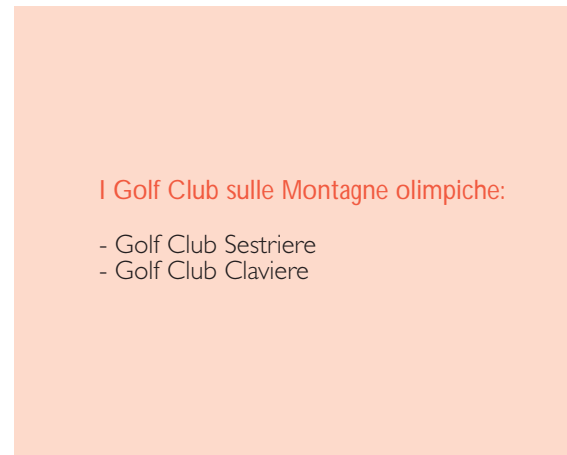 I Golf Club sulle Montagne olimpiche:
- Golf Club Sestriere
- Golf Club Claviere